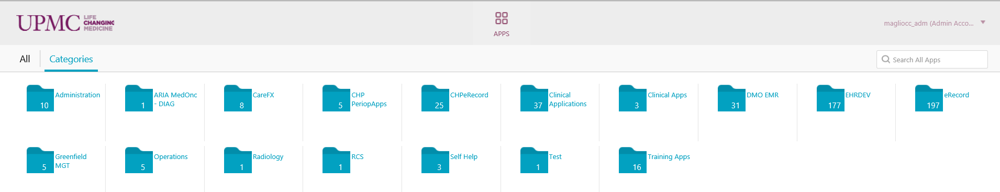 UPMC LIFE
CHANGING
MEDICINE
APPS
magliocc_adm (Admin Acco...
All
Categories
Search All Apps
10 Administration
1 ARIA MedOnc
- DIAG
8 CareFX
5 CHP
PeriopApps
25 CHPeRecord
37 Clinical
Applications
3 Clinical Apps
31 DMO EMR
177 EHRDEV
197 eRecord
5 Greenfield
MGT
5 Operations
1 Radiology
1 RCS
3 Self Help
1 Test
16 Training Apps